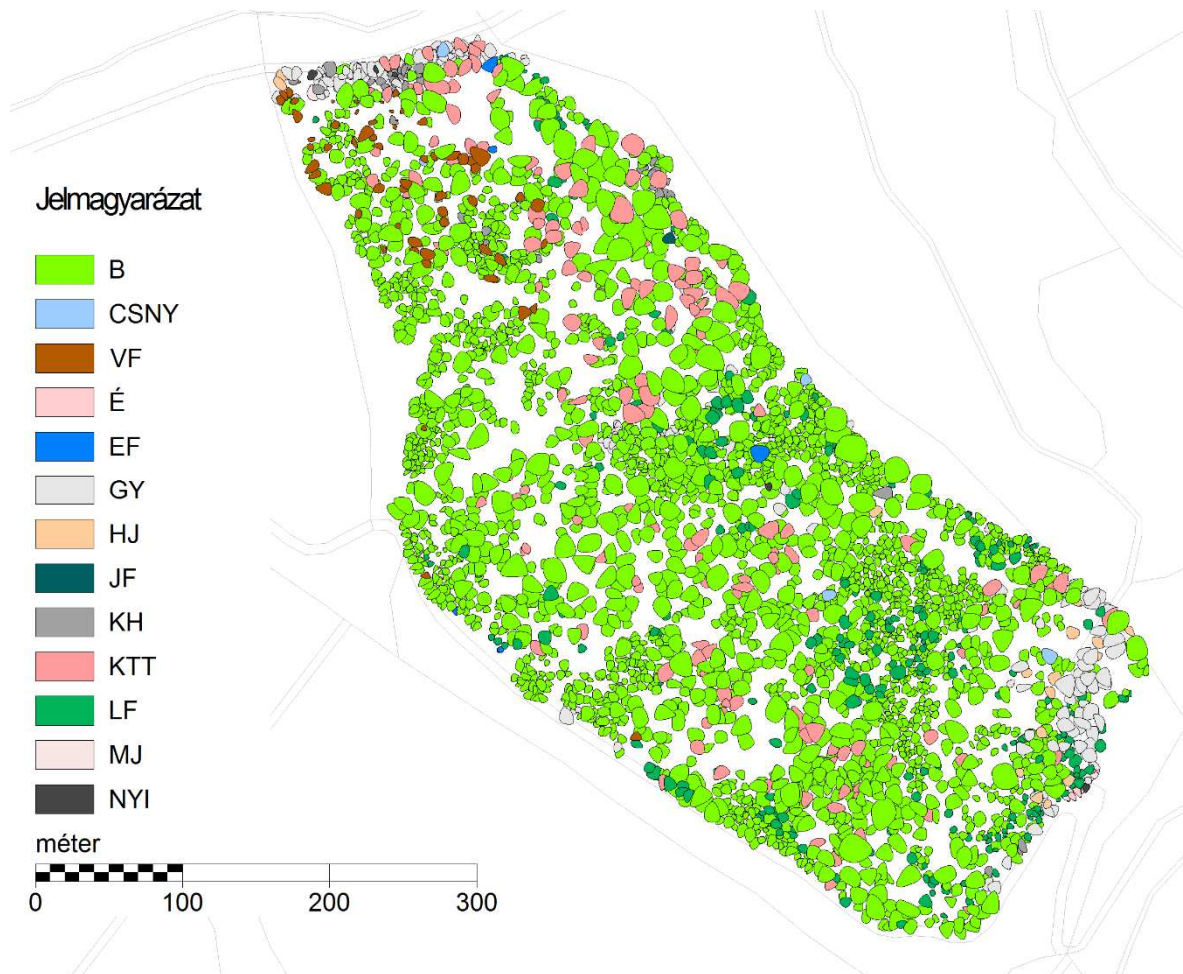 Jelmagyarázat
B
CSNY
VF
É
EF
GY
HJ
JF
KH
KTT
LF
MJ
NYI
méter
0 100 200 300